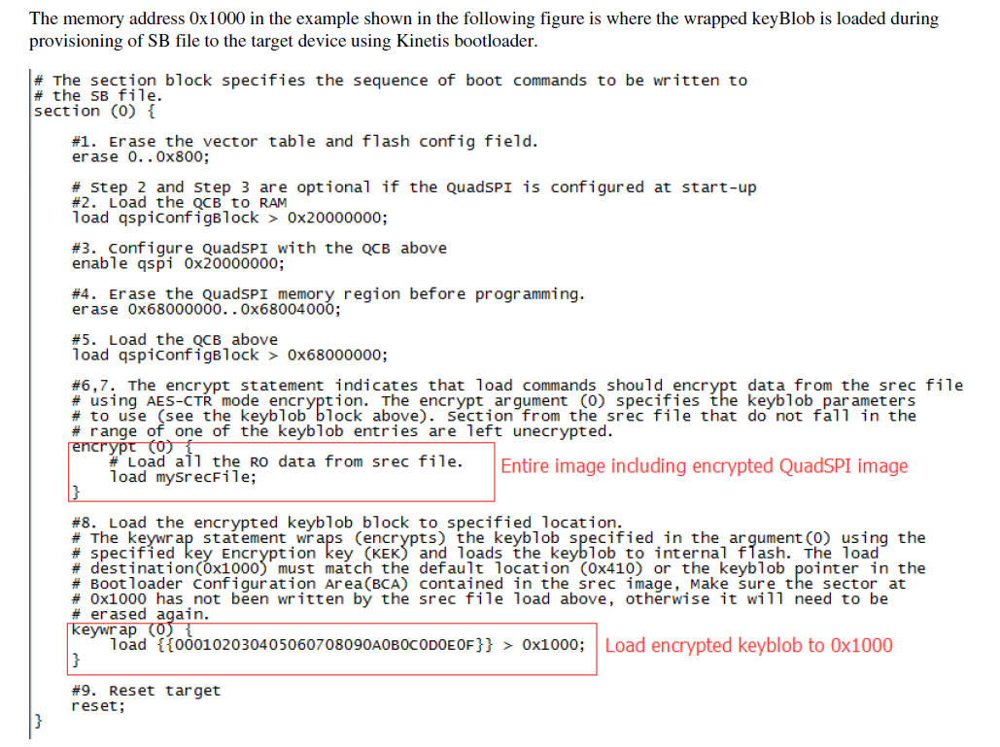 The memory address 0x1000 in the example shown in the following figure is where the wrapped keyBlob is loaded during
provisioning of SB file to the target device using Kinetis bootloader.
# The section block specifies the sequence of boot commands to be written to
# the SB file.
section (0) {
#1. Erase the vector table and flash config field.
erase 0..0x800;
# Step 2 and Step 3 are optional if the QuadSPI is configured at start-up
#2. Load the QCB to RAM
load qspiConfigBlock > 0x20000000;
#3. Configure QuadSPI with the QCB above
enable qspi 0x20000000;
#4. Erase the QuadSPI memory region before programming.
erase 0x68000000..0x68004000;
#5. Load the QCB above
load qspiConfigBlock > 0x68000000;
#6,7. The encrypt statement indicates that load commands should encrypt data from the srec file
# using AES-CTR mode encryption. The encrypt argument (0) specifies the keyblob parameters
# to use (see the keyblob block above). Section from the srec file that do not fall in the
# range of one of the keyblob entries are left unecrypted.
encrypt (0) {
# Load all the RO data from srec file.
load mySrecFile;
}
Entire image including encrypted QuadSPI image
#8. Load the encrypted keyblob block to specified location.
# The keywrap statement wraps (encrypts) the keyblob specified in the argument(0) using the
# specified key Encryption key (KEK) and loads the keyblob to internal flash. The load
# destination(0x1000) must match the default location (0x410) or the keyblob pointer in the
# Bootloader Configuration Area(BCA) contained in the srec image, Make sure the sector at
# 0x1000 has not been written by the srec file load above, otherwise it will need to be
# erased again.
keywrap (0) {
load {{000102030405060708090A0B0C0D0E0F}} > 0x1000;
}
Load encrypted keyblob to 0x1000
#9. Reset target
reset;
}